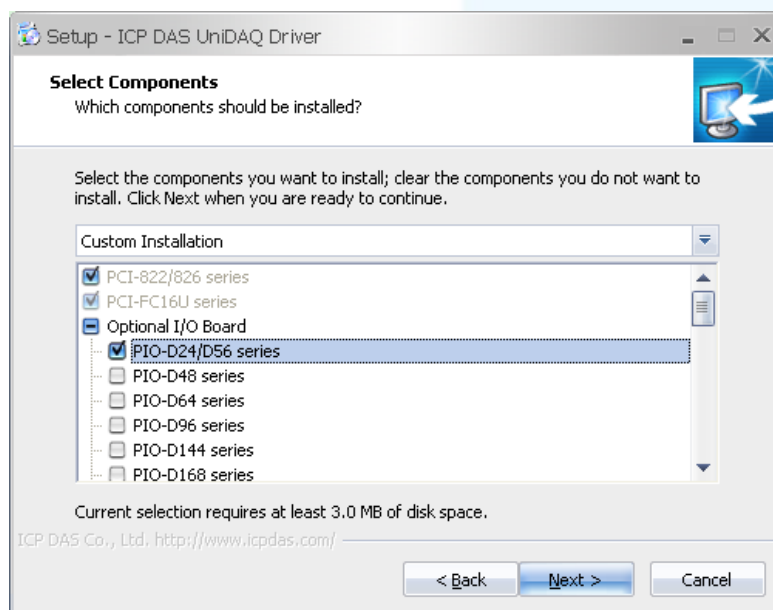 Setup - ICP DAS UniDAQ Driver
Select Components
Which components should be installed?
Select the components you want to install; clear the components you do not want to
install. Click Next when you are ready to continue.
Custom Installation
PCI-822/826 series
PCI-FC16U series
Optional I/O Board
PIO-D24/D56 series
PIO-D48 series
PIO-D64 series
PIO-D96 series
PIO-D144 series
PIO-D168 series
Current selection requires at least 3.0 MB of disk space.
ICP DAS Co., Ltd. http://www.icpdas.com/
< Back Next > Cancel